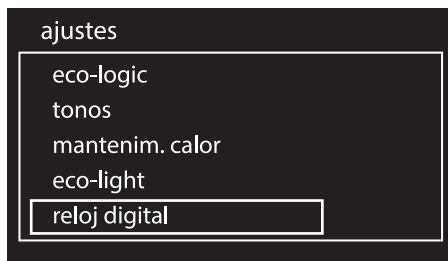 ajustes
eco-logic
tonos
mantenim. calor
eco-light
reloj digital